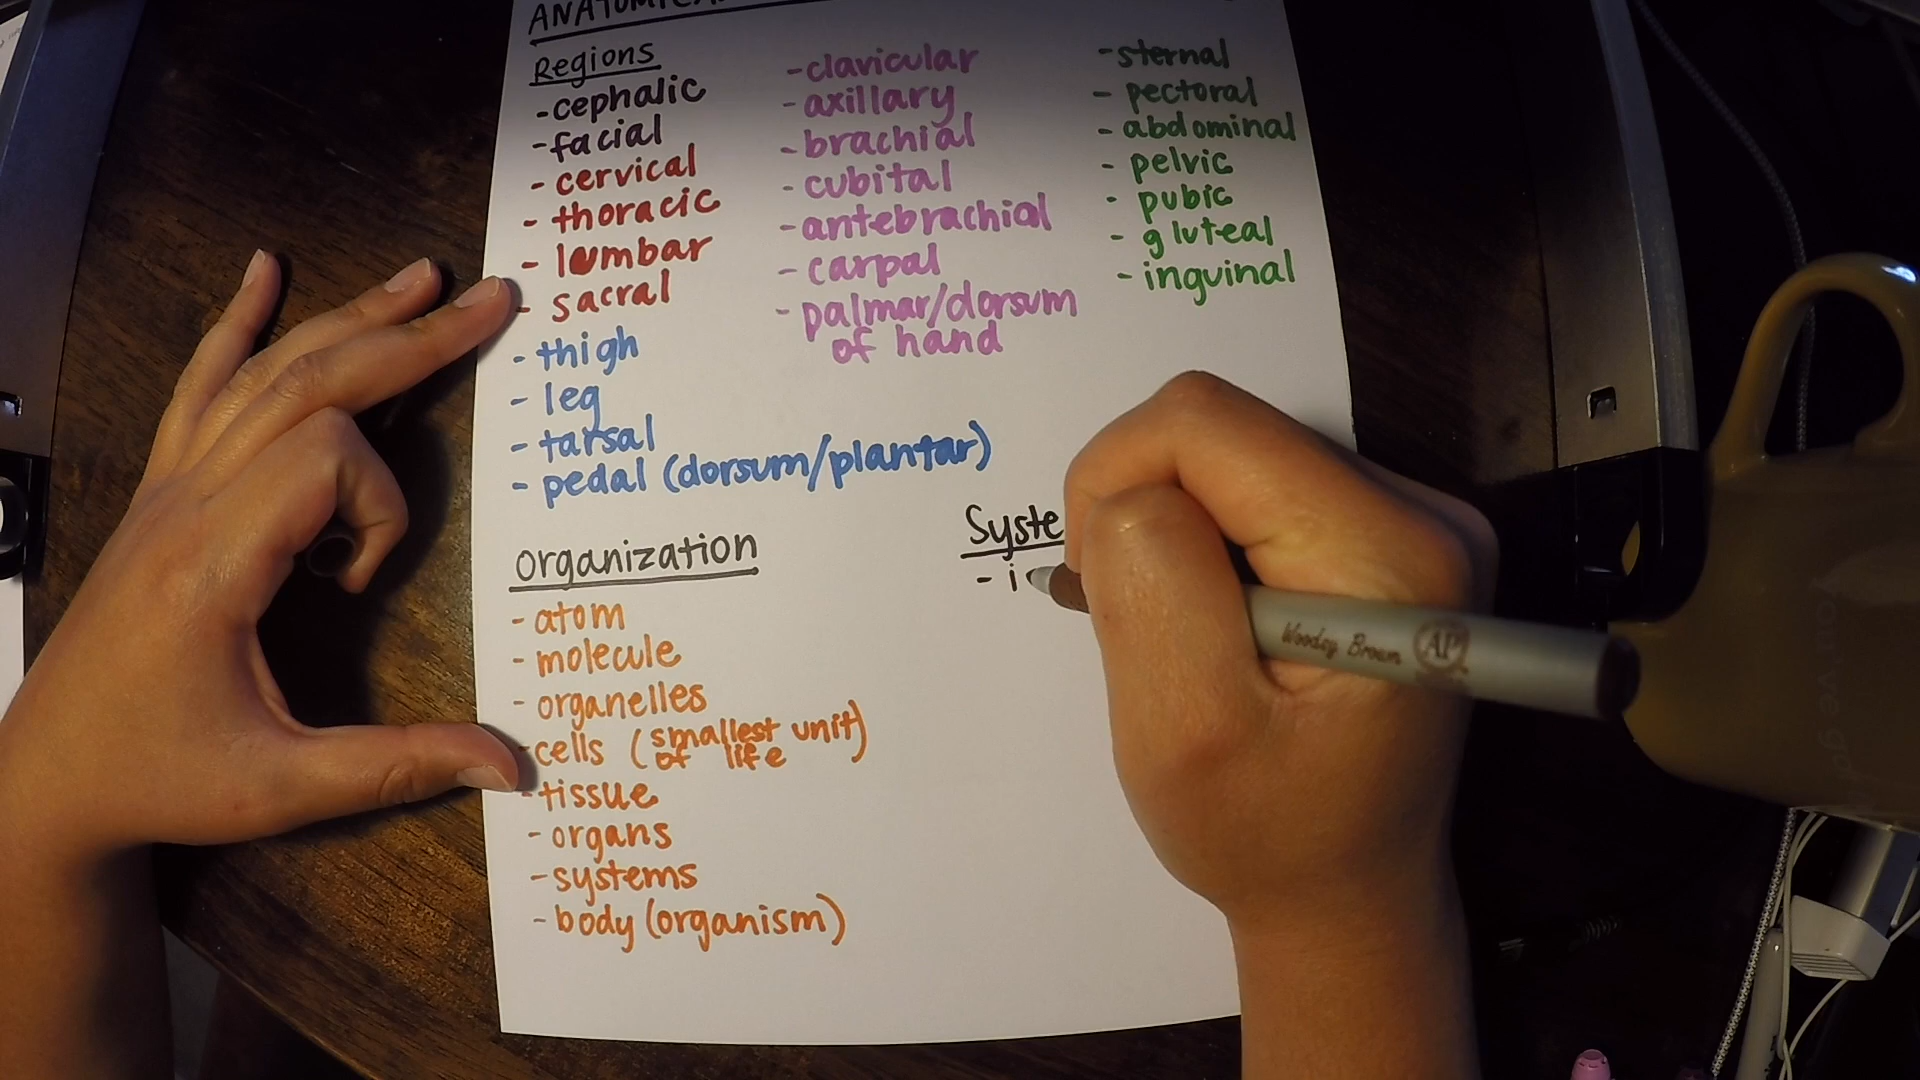 Regions
-cephalic
-facial
- cervical
- thoracic
- lumbar
- sacral
- thigh
- leg
- tarsal
- pedal (dorsum/plantar)
-clavicular
- axillary
- brachial
- cubital
-antebrachial
- carpal
- palmar/dorsum
of hand
-sternal
- pectoral
- abdominal
- pelvic
- pubic
- gluteal
- inguinal
organization
- atom
- molecule
- organelles
-cells (smallest unit)
of life
-tissue
- organs
-systems
- body (organism)
Syste
- i
Woodsy Brown AP